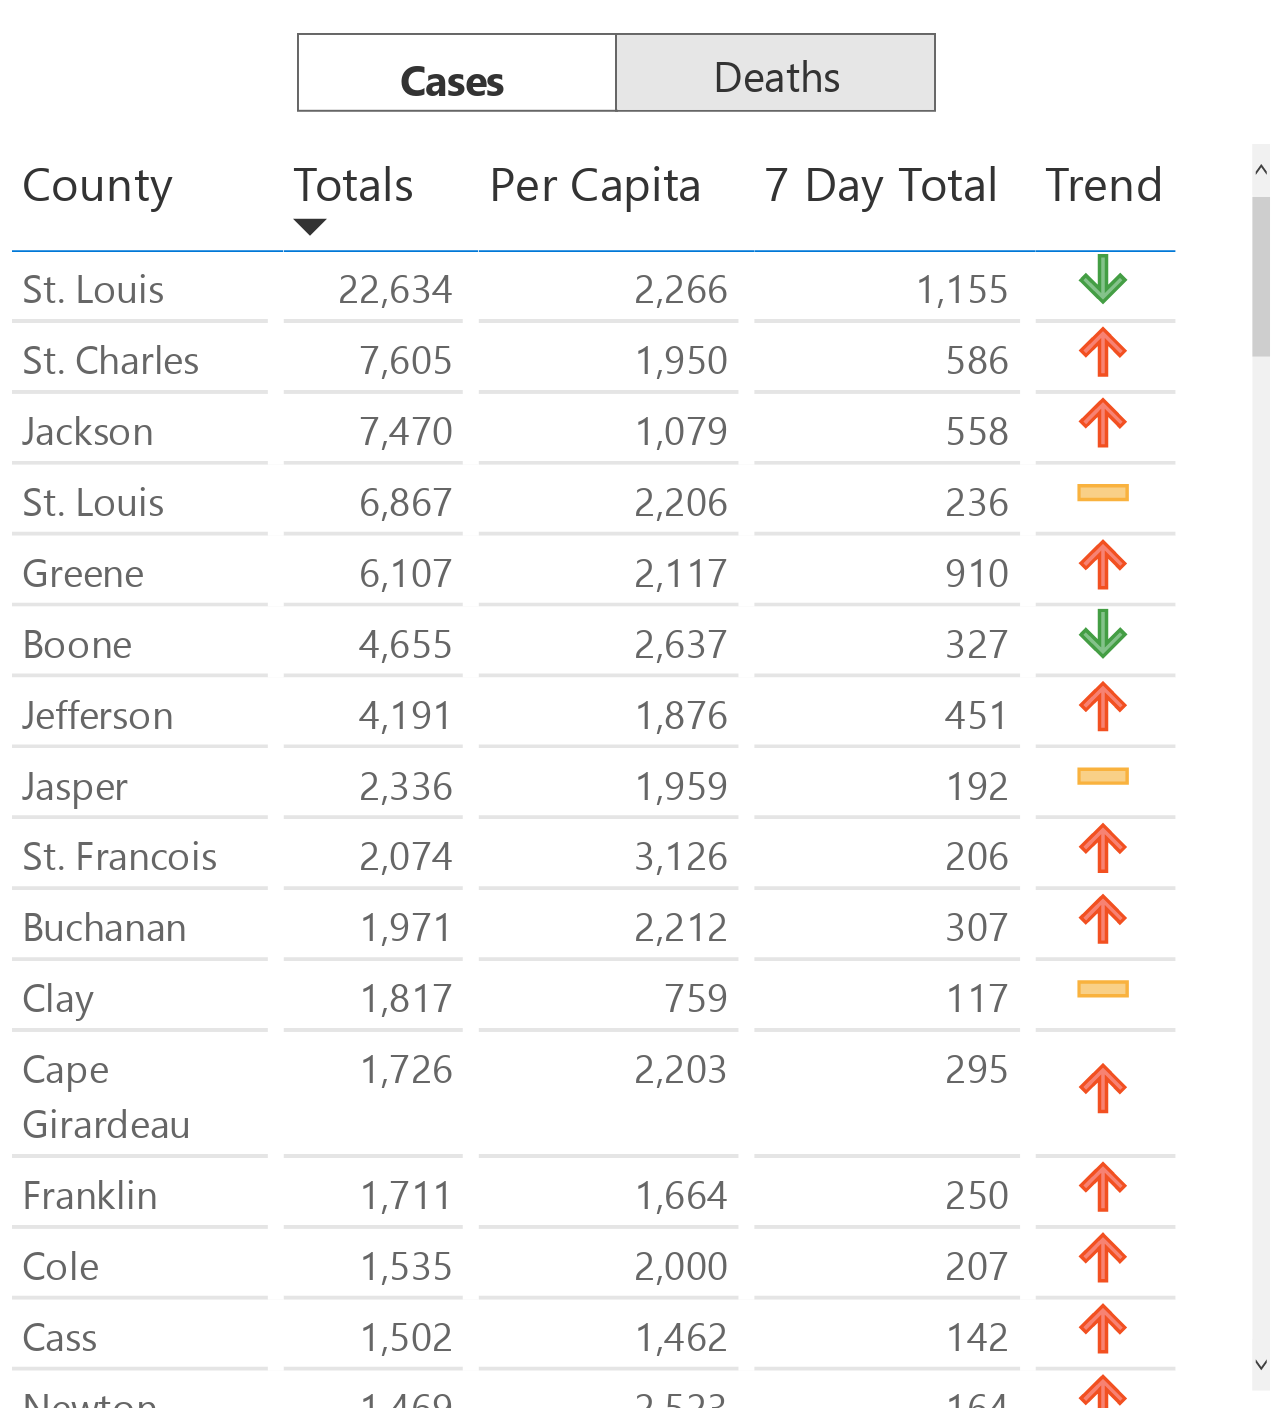 Cases Deaths
County Totals Per Capita 7 Day Total Trend
St. Louis 22,634 2,266 1,155
St. Charles 7,605 1,950 586
Jackson 7,470 1,079 558
St. Louis 6,867 2,206 236
Greene 6,107 2,117 910
Boone 4,655 2,637 327
Jefferson 4,191 1,876 451
Jasper 2,336 1,959 192
St. Francois 2,074 3,126 206
Buchanan 1,971 2,212 307
Clay 1,817 759 117
Cape 1,726 2,203 295
Girardeau
Franklin 1,711 1,664 250
Cole 1,535 2,000 207
Cass 1,502 1,462 142
Newton 1,469 2,523 164